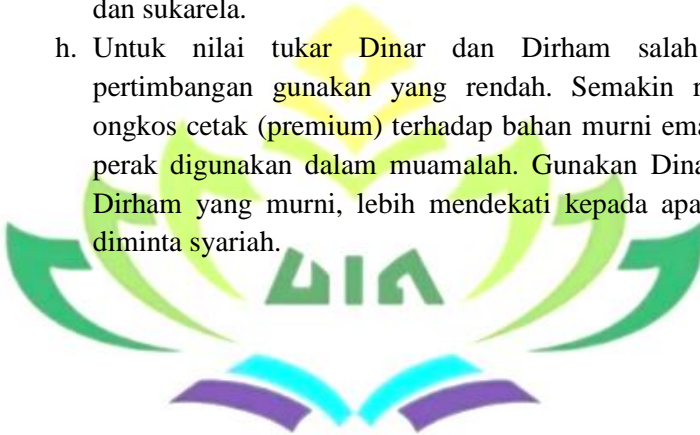 dan sukarela.
h. Untuk nilai tukar Dinar dan Dirham salah
pertimbangan gunakan yang rendah. Semakin
ongkos cetak (premium) terhadap bahan murni
perak digunakan dalam muamalah. Gunakan
Dirham yang murni, lebih mendekati kepada
diminta syariah.
UIN